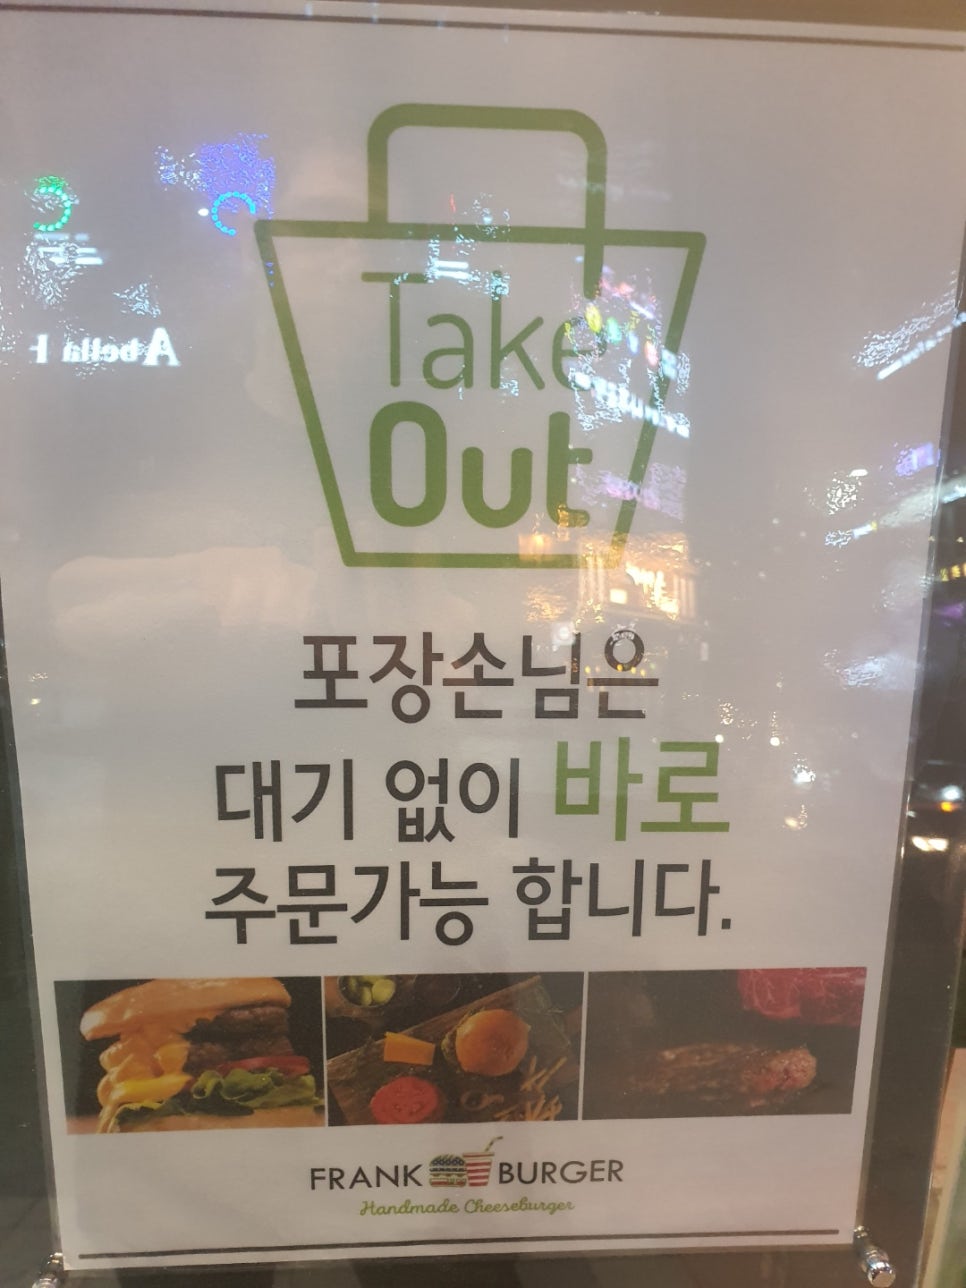 Take
Out
포장손님은
대기 없이 바로
주문가능 합니다.
FRANK BURGER
Handmade Cheeseburger
Abella